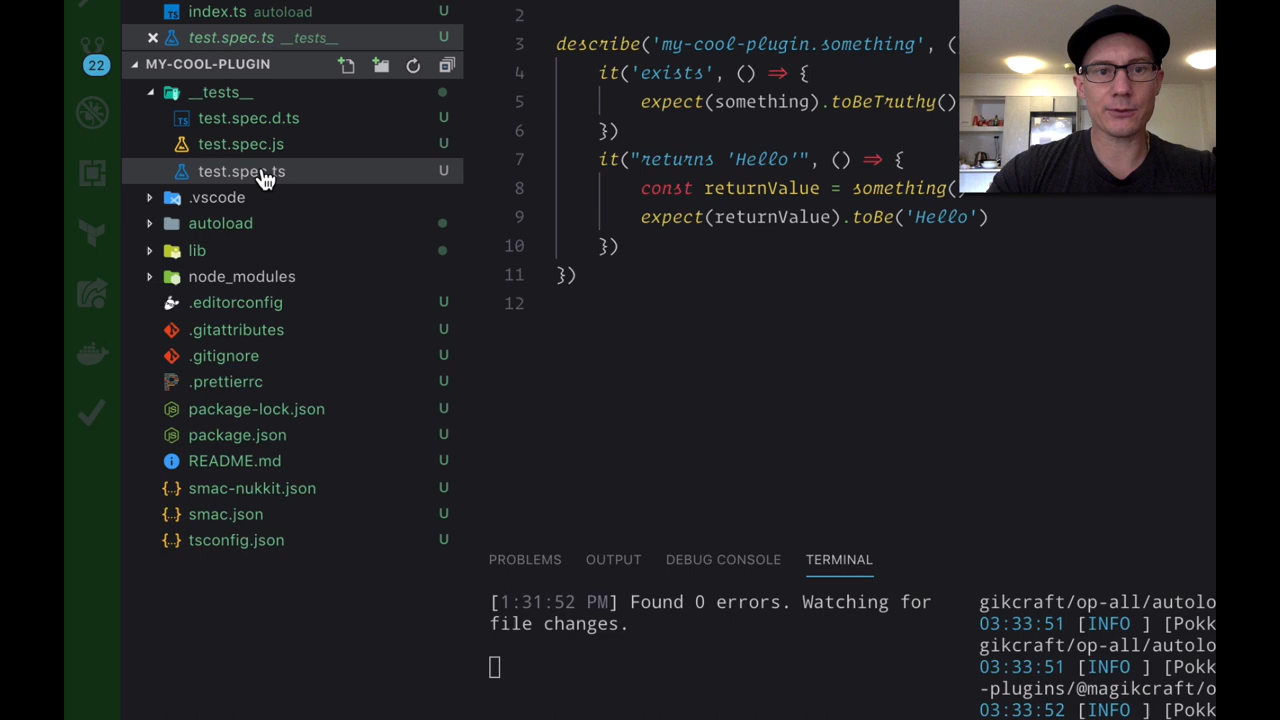 index.ts autoload U
test.spec.ts __tests__ U
22
MY-COOL-PLUGIN
__tests__
test.spec.d.ts U
test.spec.js U
test.spec.ts U
.vscode
autoload
lib
node_modules
.editorconfig U
.gitattributes U
.gitignore U
.prettierrc U
package-lock.json U
package.json U
README.md U
smac-nukkit.json U
smac.json U
tsconfig.json U
2
3 describe('my-cool-plugin.something', (
4 it('exists', () => {
5 expect(something).toBeTruthy()
6 })
7 it("returns 'Hello'", () => {
8 const returnValue = something(
9 expect(returnValue).toBe('Hello')
10 })
11 })
12
PROBLEMS OUTPUT DEBUG CONSOLE TERMINAL
[1:31:52 PM] Found 0 errors. Watching for
file changes.
gikcraft/op-all/autolo
03:33:51 [INFO ] [Pokk
gikcraft/op-all/autolo
03:33:51 [INFO ] [Pokk
-plugins/@magikcraft/o
03:33:52 [INFO ] [Pokk